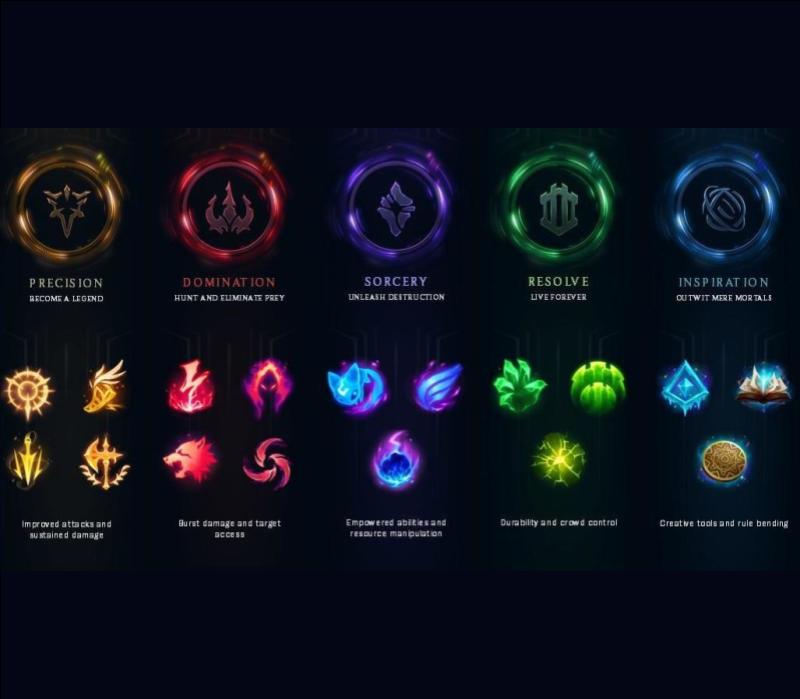 PRECISION
BECOME A LEGEND
Improved attacks and
sustained damage
DOMINATION
HUNT AND ELIMINATE PREY
Burst damage and target
access
SORCERY
UNLEASH DESTRUCTION
Empowered abilities and
resource manipulation
RESOLVE
LIVE FOREVER
Durability and crowd control
INSPIRATION
OUTWIT MERE MORTALS
Creative tools and rule bending